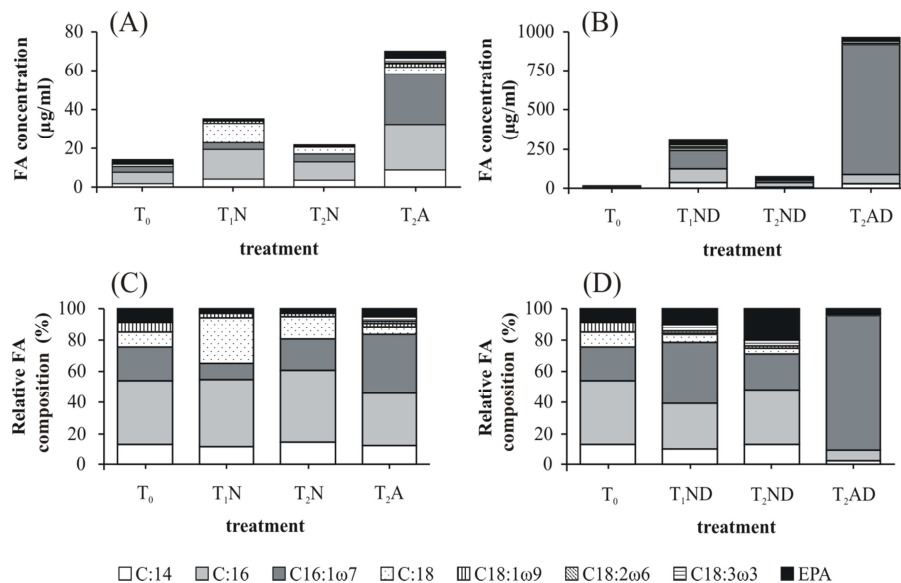 (A)
FA concentration
(µg/ml)
80
60
40
20
0
T₀
T₁N
T₂N
T₂A
treatment
(B)
FA concentration
(µg/ml)
1000
750
500
250
0
T₀
T₁ND
T₂ND
T₂AD
treatment
(C)
Relative FA
composition (%)
100
80
60
40
20
0
T₀
T₁N
T₂N
T₂A
treatment
(D)
Relative FA
composition (%)
100
80
60
40
20
0
T₀
T₁ND
T₂ND
T₂AD
treatment
C:14 C:16 C16:1ω7 C:18 C18:1ω9 C18:2ω6 C18:3ω3 EPA